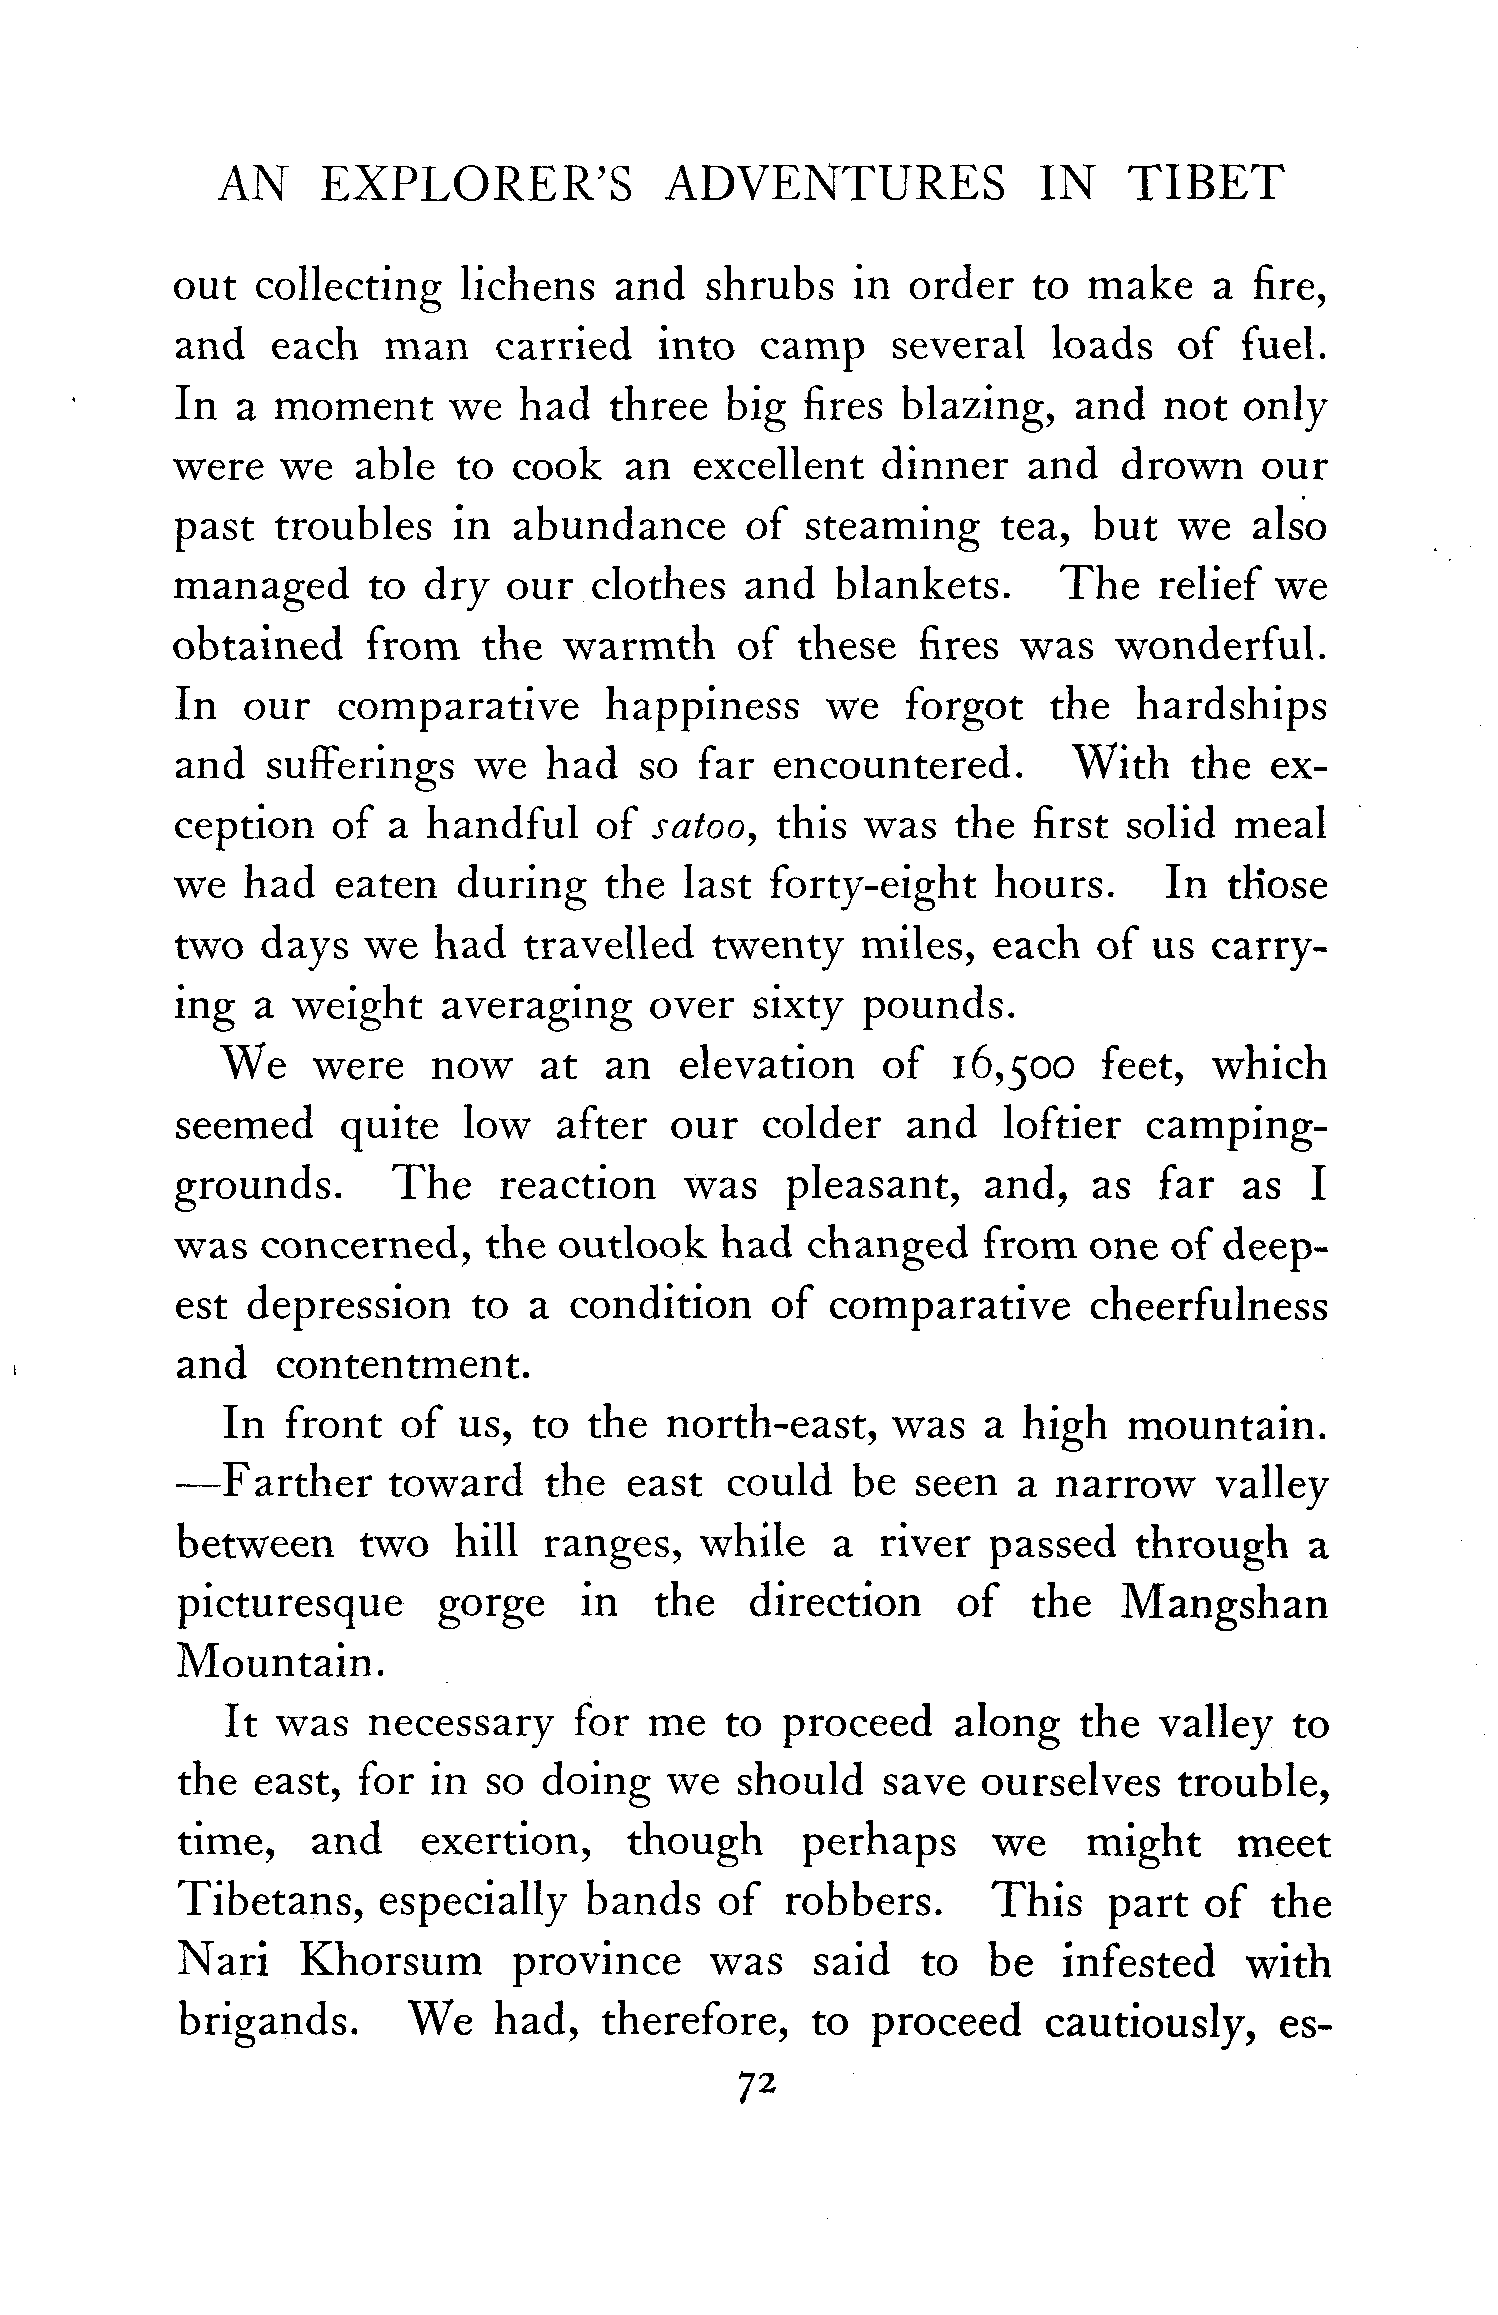 AN EXPLORER'S ADVENTURES IN TIBET
out collecting lichens and shrubs in order to make a fire,
and each man carried into camp several loads of fuel.
In a moment we had three big fires blazing, and not only
were we able to cook an excellent dinner and drown our
past troubles in abundance of steaming tea, but we also
managed to dry our clothes and blankets. The relief we
obtained from the warmth of these fires was wonderful.
In our comparative happiness we forgot the hardships
and sufferings we had so far encountered. With the ex-
ception of a handful of satoo, this was the first solid meal
we had eaten during the last forty-eight hours. In those
two days we had travelled twenty miles, each of us carry-
ing a weight averaging over sixty pounds.
We were now at an elevation of 16,500 feet, which
seemed quite low after our colder and loftier camping-
grounds. The reaction was pleasant, and, as far as I
was concerned, the outlook had changed from one of deep-
est depression to a condition of comparative cheerfulness
and contentment.
In front of us, to the north-east, was a high mountain.
—Farther toward the east could be seen a narrow valley
between two hill ranges, while a river passed through a
picturesque gorge in the direction of the Mangshan
Mountain.
It was necessary for me to proceed along the valley to
the east, for in so doing we should save ourselves trouble,
time, and exertion, though perhaps we might meet
Tibetans, especially bands of robbers. This part of the
Nari Khorsum province was said to be infested with
brigands. We had, therefore, to proceed cautiously, es-
72